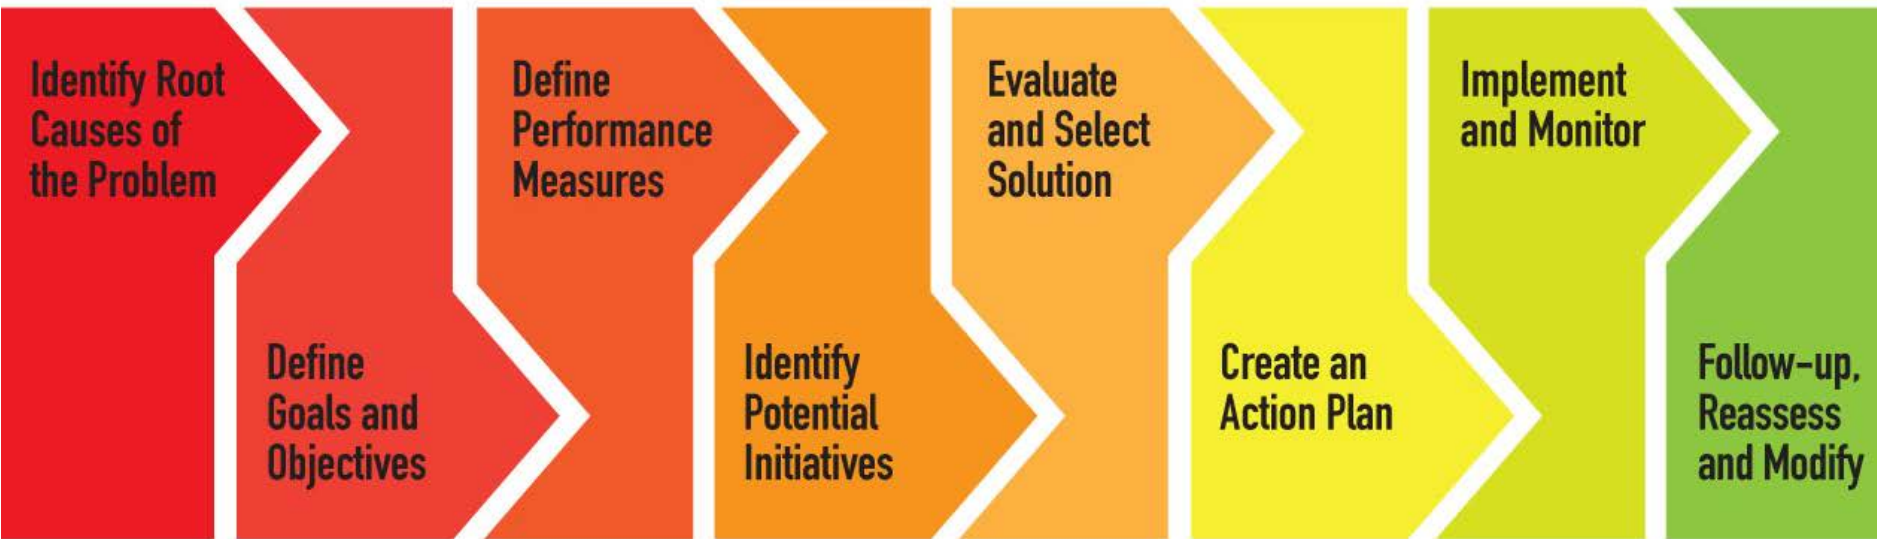 Identify Root
Causes of
the Problem
Define
Goals and
Objectives
Define
Performance
Measures
Identify
Potential
Initiatives
Evaluate
and Select
Solution
Create an
Action Plan
Implement
and Monitor
Follow-up,
Reassess
and Modify